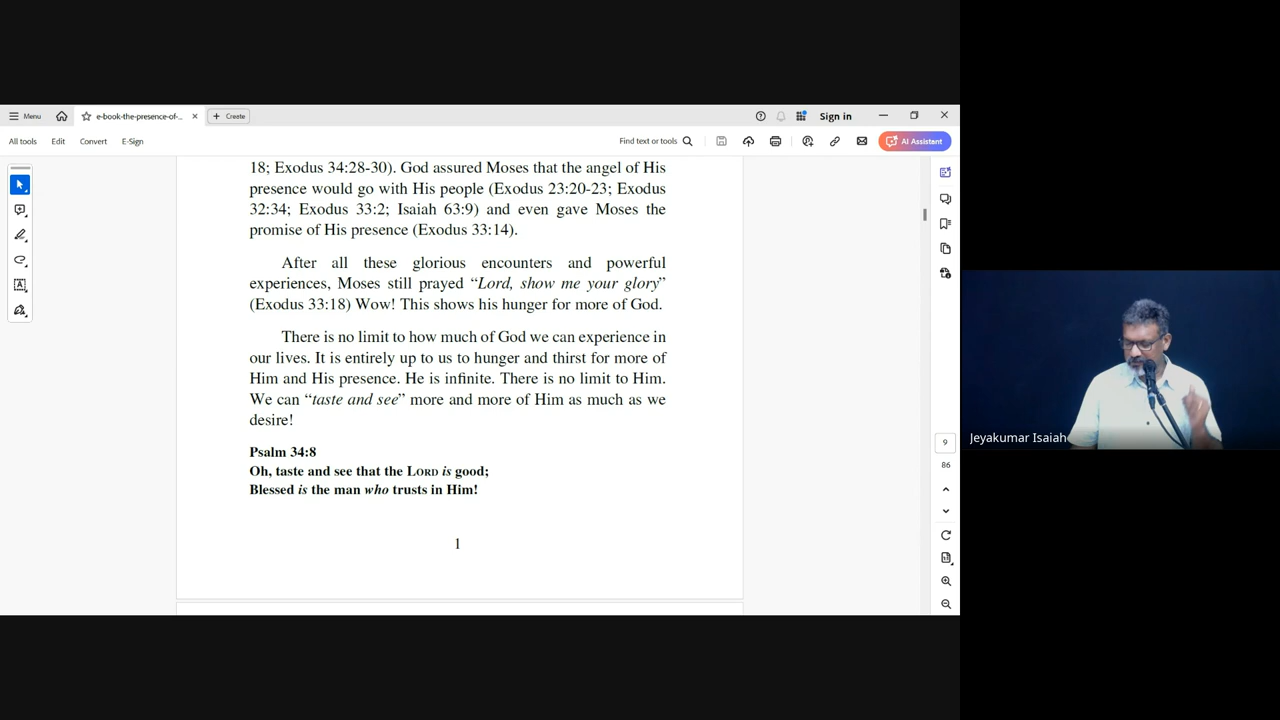 Menu
e-book-the-presence-of-...
Create
Sign in
All tools
Edit
Convert
E-Sign
Find text or tools
AI Assistant
18; Exodus 34:28-30). God assured Moses that the angel of His
presence would go with His people (Exodus 23:20-23; Exodus
32:34; Exodus 33:2; Isaiah 63:9) and even gave Moses the
promise of His presence (Exodus 33:14).
After all these glorious encounters and powerful
experiences, Moses still prayed “Lord, show me your glory”
(Exodus 33:18) Wow! This shows his hunger for more of God.
There is no limit to how much of God we can experience in
our lives. It is entirely up to us to hunger and thirst for more of
Him and His presence. He is infinite. There is no limit to Him.
We can “taste and see” more and more of Him as much as we
desire!
Psalm 34:8
Oh, taste and see that the LORD is good;
Blessed is the man who trusts in Him!
1
9
86
Jeyakumar Isaiah